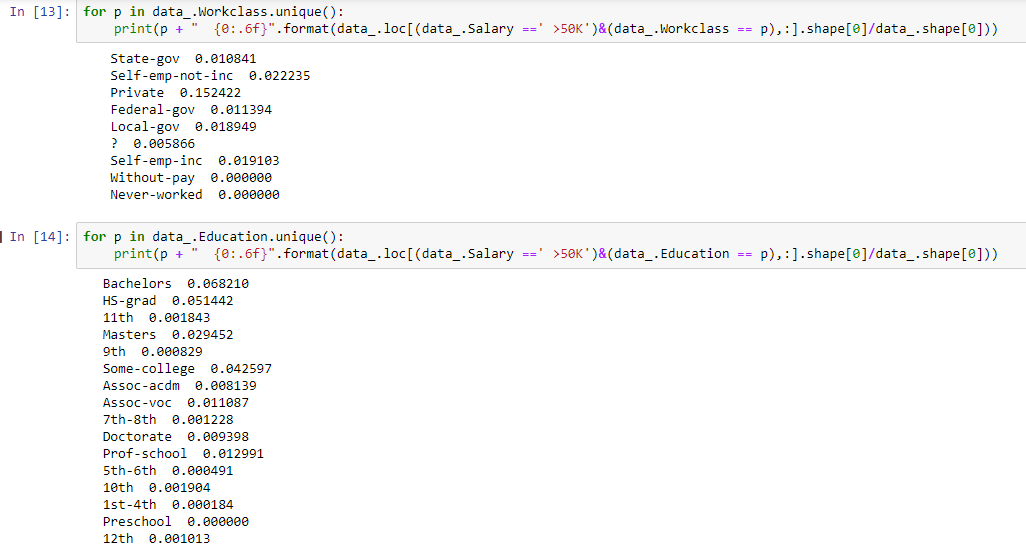 In [13]: for p in data_.Workclass.unique():
print(p + "  {0:.6f}".format(data_.loc[(data_.Salary ==' >50K')&(data_.Workclass == p),:].shape[0]/data_.shape[0]))
State-gov  0.010841
Self-emp-not-inc  0.022235
Private  0.152422
Federal-gov  0.011394
Local-gov  0.018949
?  0.005866
Self-emp-inc  0.019103
Without-pay  0.000000
Never-worked  0.000000
In [14]: for p in data_.Education.unique():
print(p + "  {0:.6f}".format(data_.loc[(data_.Salary ==' >50K')&(data_.Education == p),:].shape[0]/data_.shape[0]))
Bachelors  0.068210
HS-grad  0.051442
11th  0.001843
Masters  0.029452
9th  0.000829
Some-college  0.042597
Assoc-acdm  0.008139
Assoc-voc  0.011087
7th-8th  0.001228
Doctorate  0.009398
Prof-school  0.012991
5th-6th  0.000491
10th  0.001904
1st-4th  0.000184
Preschool  0.000000
12th  0.001013